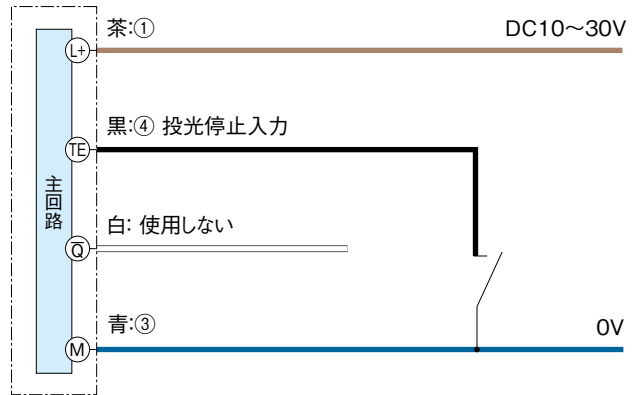 茶:① DC10～30V
L+
黒:④ 投光停止入力
TE
主回路
白: 使用しない
Q̅
青:③ 0V
M